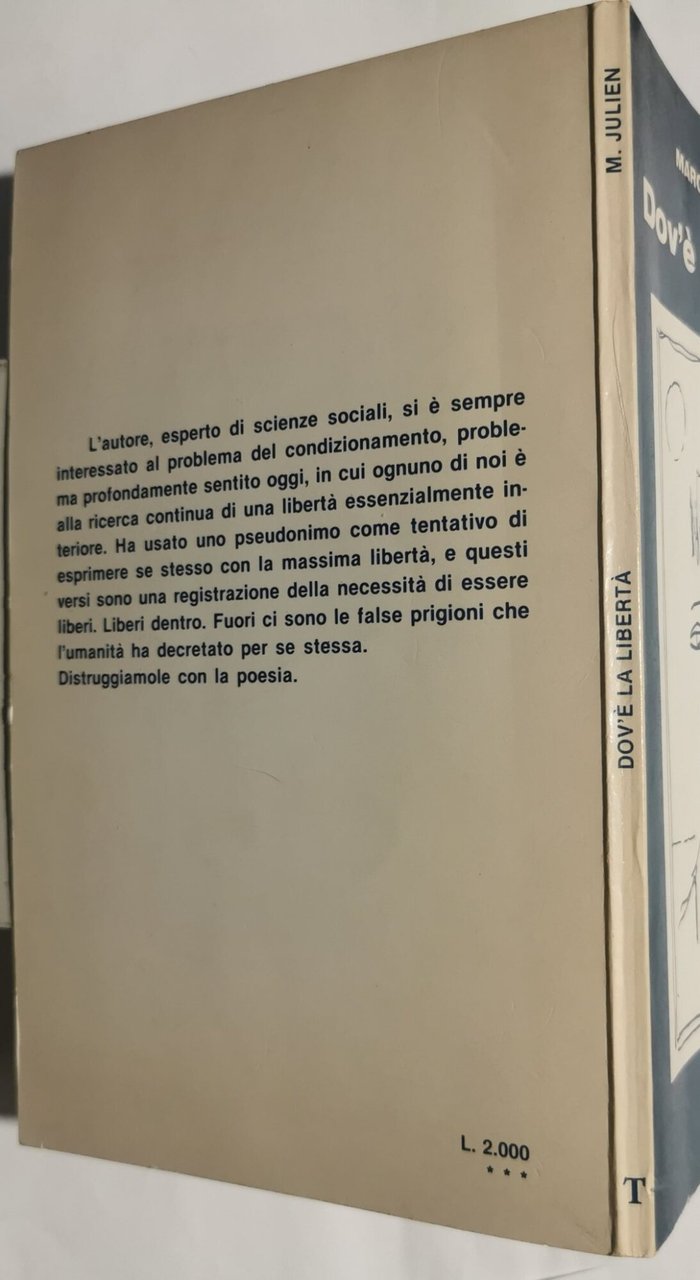 L'autore, esperto di scienze sociali, si è sempre
interessato al problema del condizionamento, proble-
ma profondamente sentito oggi, in cui ognuno di noi è
alla ricerca continua di una libertà essenzialmente in-
teriore. Ha usato uno pseudonimo come tentativo di
esprimere se stesso con la massima libertà, e questi
versi sono una registrazione della necessità di essere
liberi. Liberi dentro. Fuori ci sono le false prigioni che
l'umanità ha decretato per se stessa.
Distruggiamole con la poesia.
L. 2.000
* * *
M. JULIEN
DOV'È LA LIBERTÀ
T
MARC
Dov'è